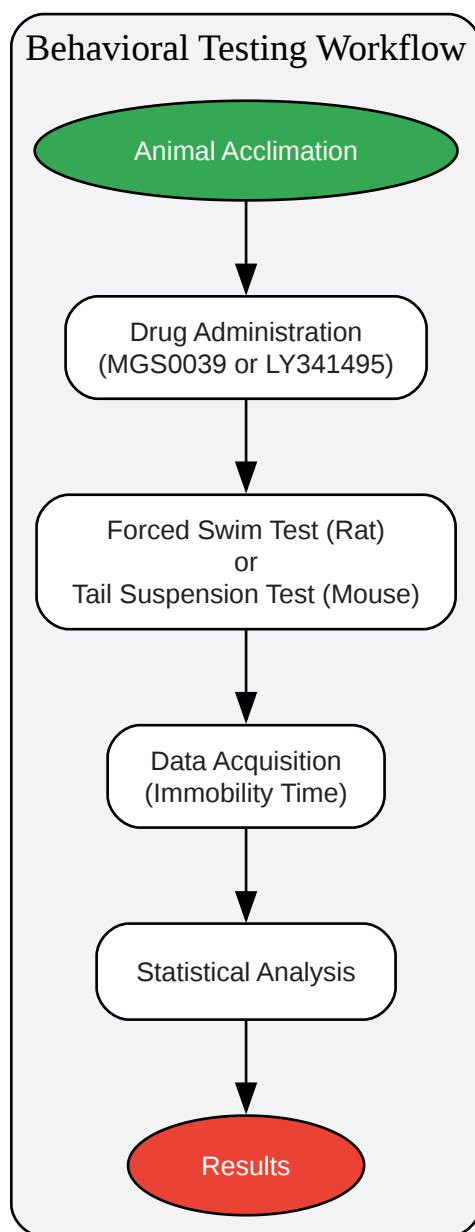 Behavioral Testing Workflow
Animal Acclimation
Drug Administration
(MGS0039 or LY341495)
Forced Swim Test (Rat)
or
Tail Suspension Test (Mouse)
Data Acquisition
(Immobility Time)
Statistical Analysis
Results